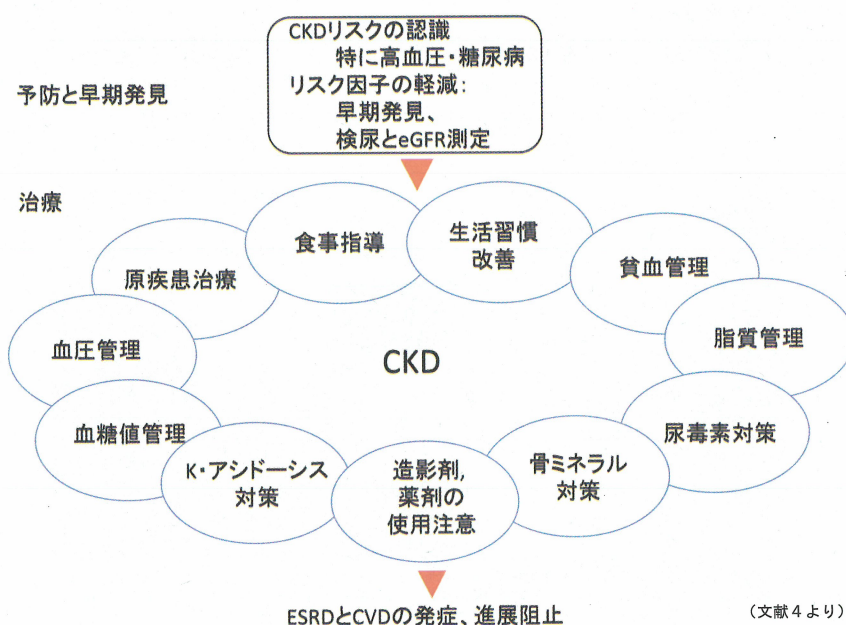 CKDリスクの認識
特に高血圧・糖尿病
リスク因子の軽減:
早期発見、
検尿とeGFR測定
予防と早期発見
治療
食事指導
生活習慣
改善
原疾患治療
貧血管理
血圧管理
脂質管理
CKD
血糖値管理
尿毒素対策
K・アシドーシス
対策
造影剤,
薬剤の
使用注意
骨ミネラル
対策
ESRDとCVDの発症、進展阻止
(文献4より)